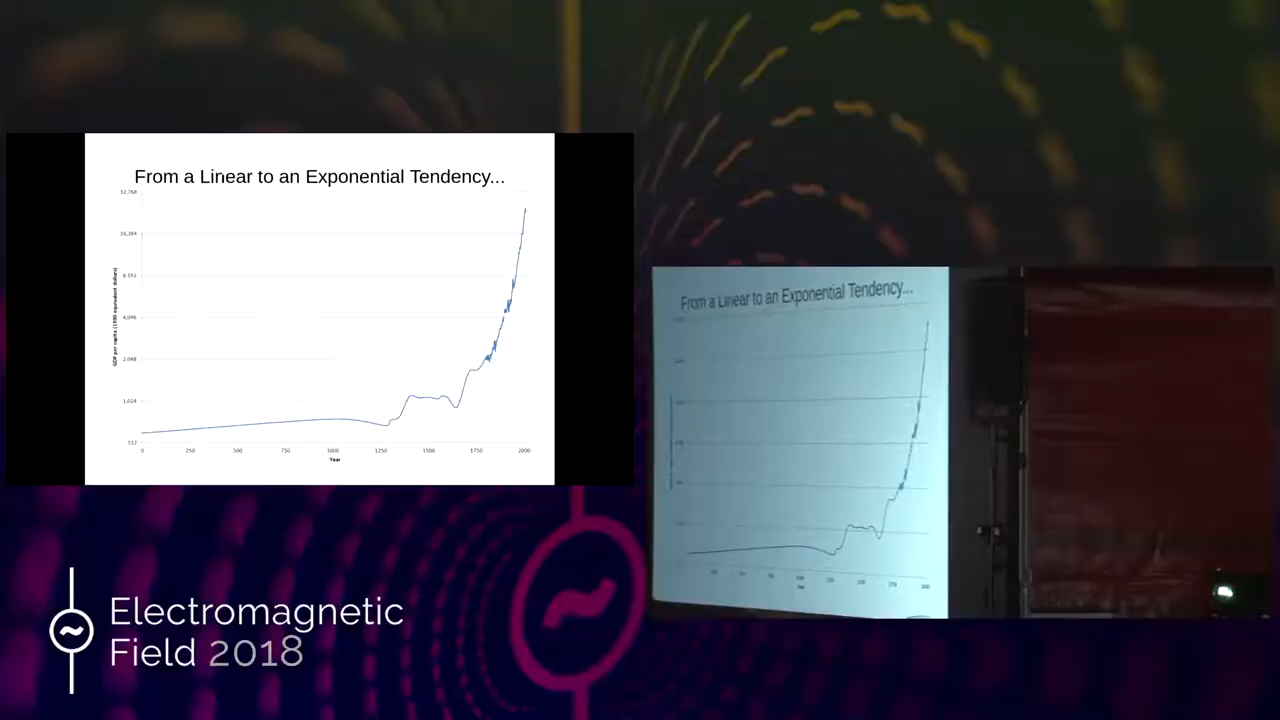 From a Linear to an Exponential Tendency...
32,768
16,384
8,192
4,096
2,048
1,024
512
GDP per capita (1990 equivalent dollars)
0
250
500
750
1000
1250
1500
1750
2000
Year
From a Linear to an Exponential Tendency...
Electromagnetic
Field 2018